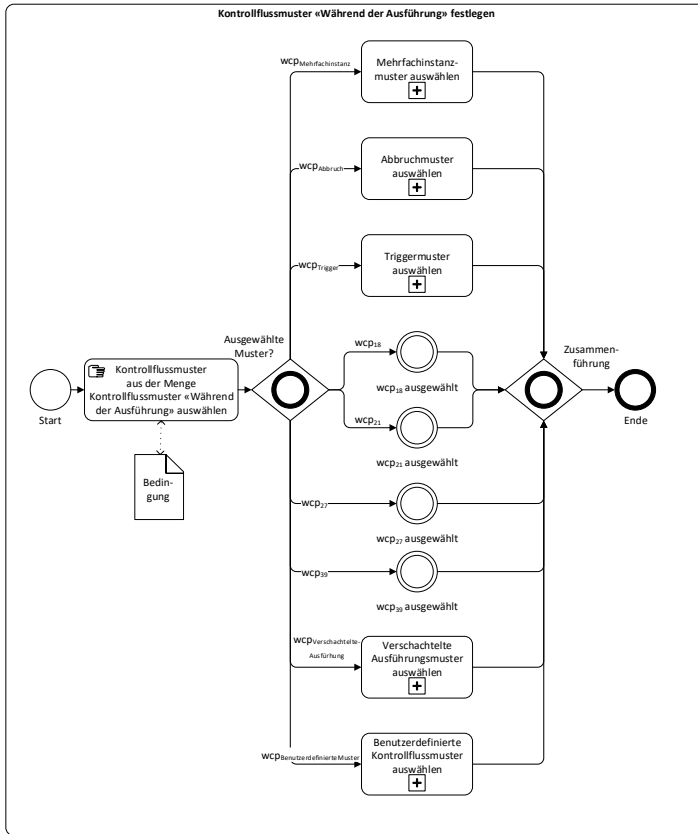 Kontrollflussmuster «Während der Ausführung» festlegen
wcpMehrfachinstanz
Mehrfachinstanz-
muster auswählen
wcpAbbruch
Abbruchmuster
auswählen
wcpTrigger
Triggermuster
auswählen
Ausgewählte
Muster?
wcp18
wcp18 ausgewählt
Zusammen-
führung
Kontrollflussmuster
aus der Menge
Kontrollflussmuster «Während
der Ausführung» auswählen
Start
wcp21
wcp21 ausgewählt
Ende
Bedin-
gung
wcp27
wcp27 ausgewählt
wcp39
wcp39 ausgewählt
wcpVerschachtelte-
Ausfürhung
Verschachtelte
Ausführungsmuster
auswählen
wcpBenutzerdefinierteMuster
Benutzerdefinierte
Kontrollflussmuster
auswählen